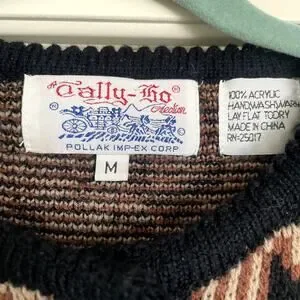 A
Tally-Ho
Collection
POLLAK IMP-EX CORP
M
100% ACRYLIC
HANDWASH,WARM
LAY FLAT TO DRY
MADE IN CHINA
RN-25017